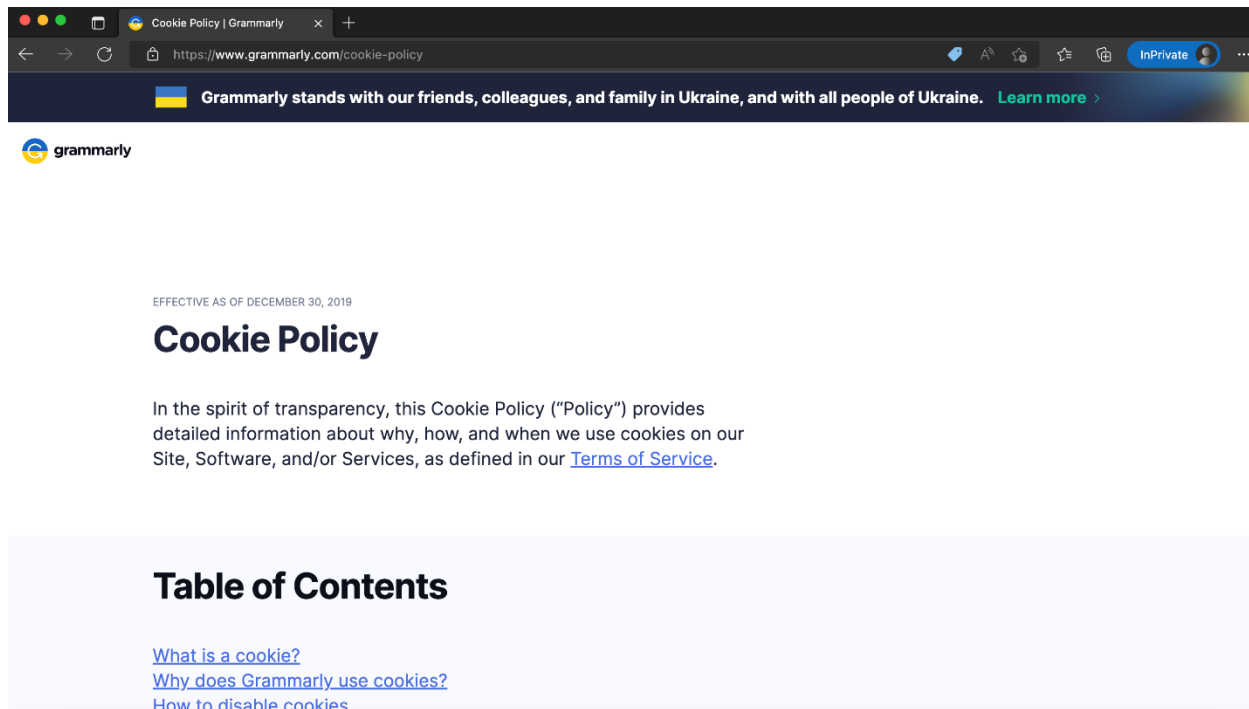 Cookie Policy | Grammarly
https://www.grammarly.com/cookie-policy
InPrivate
Grammarly stands with our friends, colleagues, and family in Ukraine, and with all people of Ukraine. Learn more >
grammarly
EFFECTIVE AS OF DECEMBER 30, 2019
Cookie Policy
In the spirit of transparency, this Cookie Policy (“Policy”) provides
detailed information about why, how, and when we use cookies on our
Site, Software, and/or Services, as defined in our Terms of Service.
Table of Contents
What is a cookie?
Why does Grammarly use cookies?
How to disable cookies